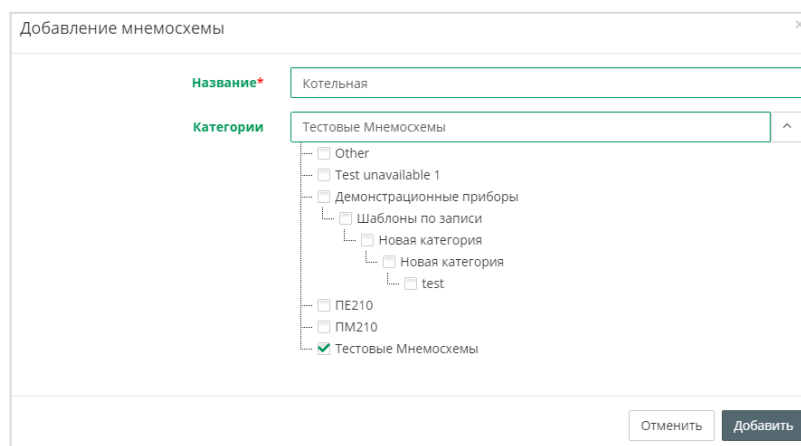 Добавление мнемосхемы
Название* Котельная
Категории Тестовые Мнемосхемы
Other
Test unavailable 1
Демонстрационные приборы
Шаблоны по записи
Новая категория
Новая категория
test
ПЕ210
ПМ210
Тестовые Мнемосхемы
Отменить Добавить